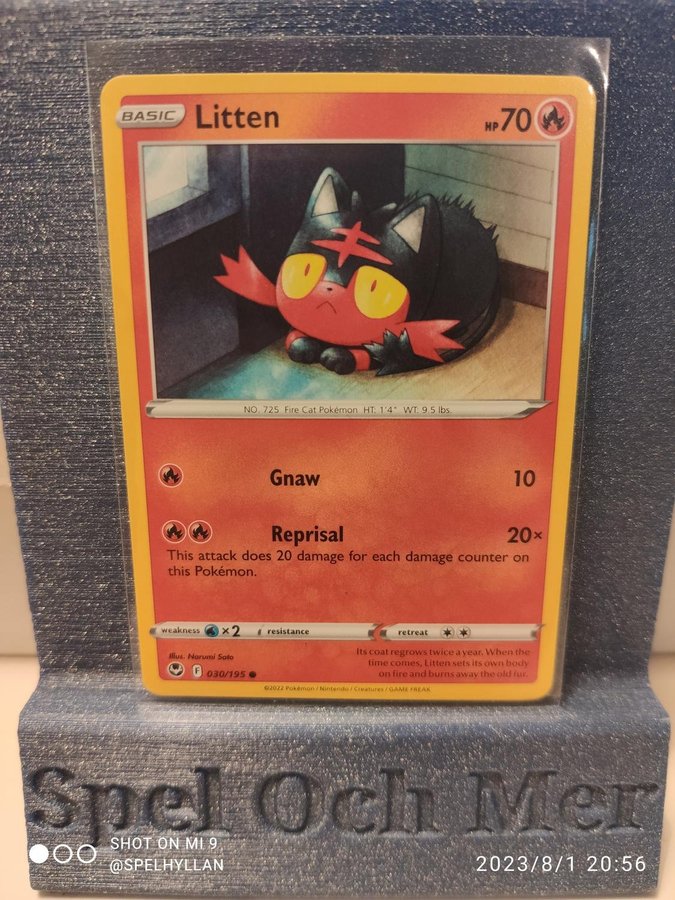 BASIC Litten HP 70
NO. 725 Fire Cat Pokémon HT: 1'4" WT: 9.5 lbs.
Gnaw 10
Reprisal 20×
This attack does 20 damage for each damage counter on
this Pokémon.
weakness ×2 resistance retreat
Illus. Narumi Sato
Its coat regrows twice a year. When the
time comes, Litten sets its own body
on fire and burns away the old fur.
F 030/195
©2022 Pokémon / Nintendo / Creatures / GAME FREAK
Spel Och Mer
SHOT ON MI 9
@SPELHYLLAN
2023/8/1 20:56